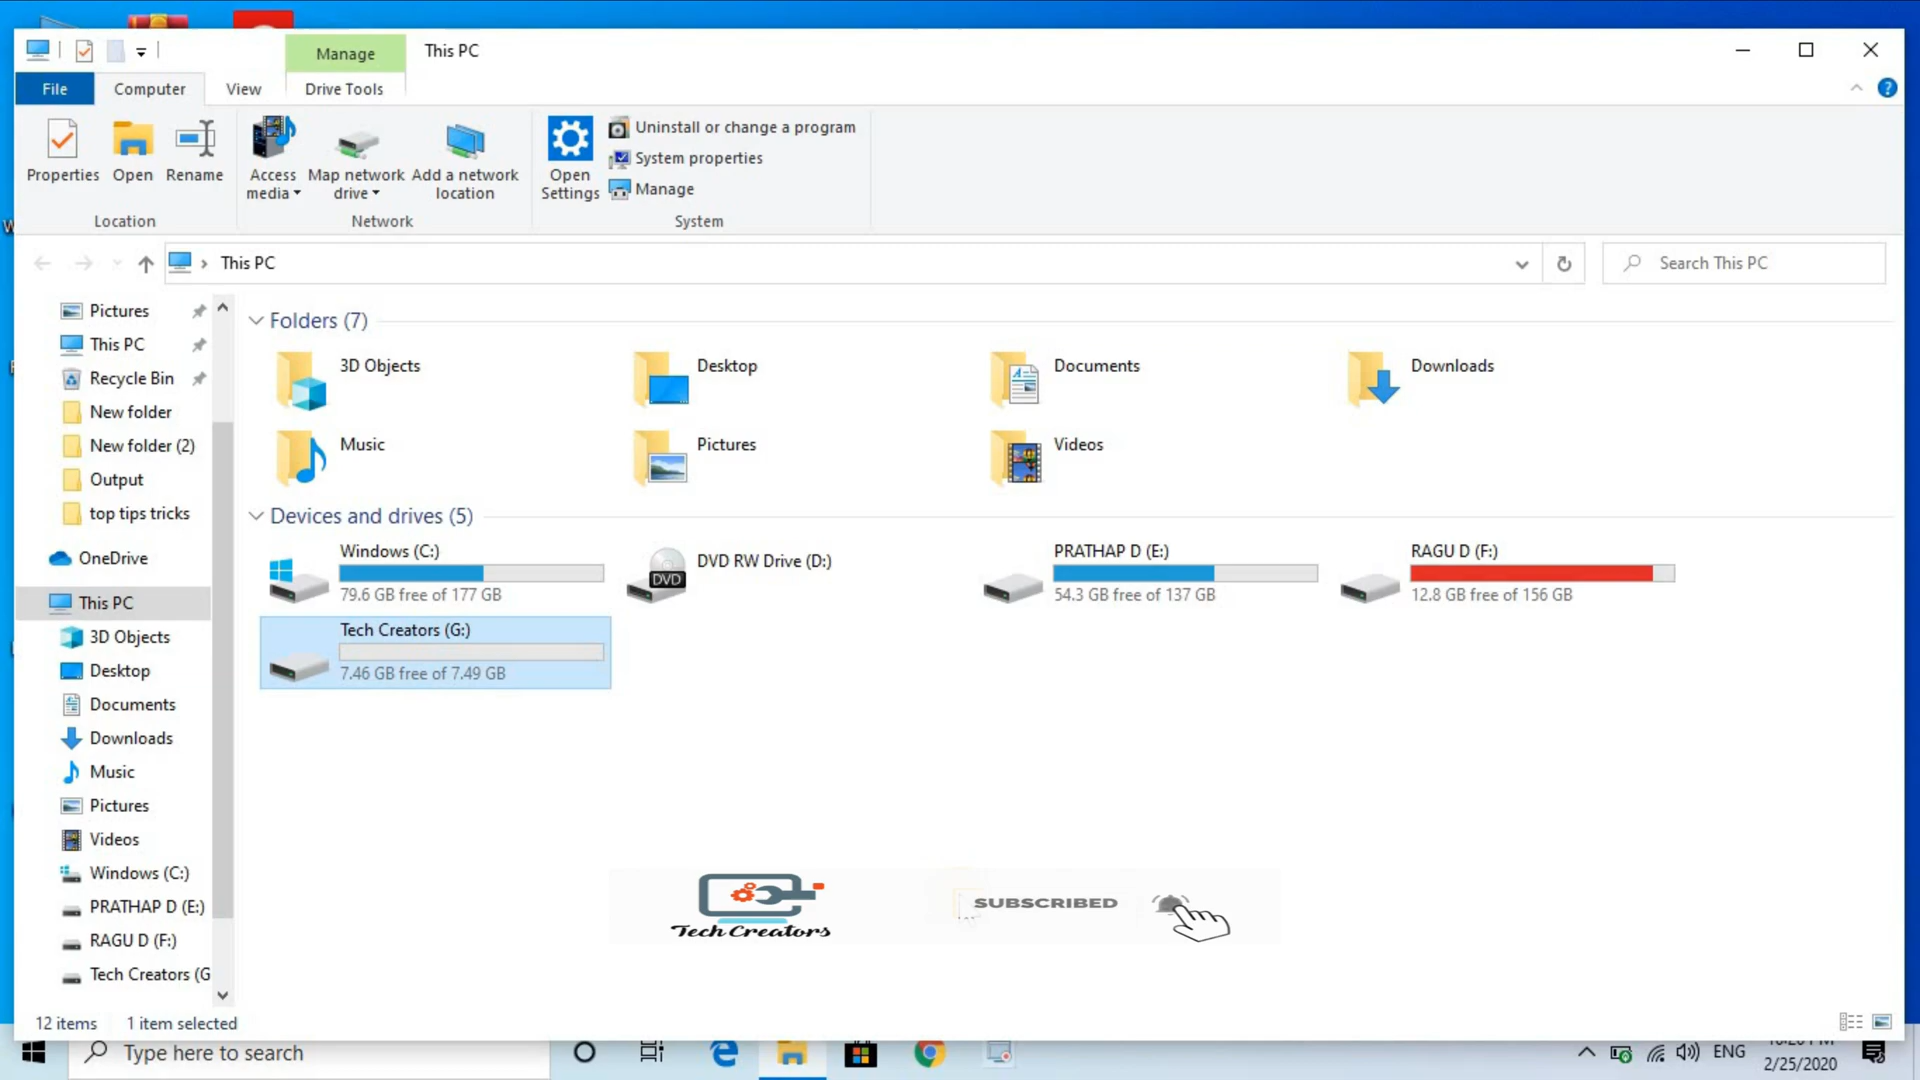 Manage
This PC
File
Computer
View
Drive Tools
Properties
Open
Rename
Access media
Map network drive
Add a network location
Open Settings
Uninstall or change a program
System properties
Manage
Location
Network
System
This PC
Search This PC
Pictures
This PC
Recycle Bin
New folder
New folder (2)
Output
top tips tricks
OneDrive
This PC
3D Objects
Desktop
Documents
Downloads
Music
Pictures
Videos
Windows (C:)
PRATHAP D (E:)
RAGU D (F:)
Tech Creators (G
Folders (7)
3D Objects
Desktop
Documents
Downloads
Music
Pictures
Videos
Devices and drives (5)
Windows (C:)
79.6 GB free of 177 GB
DVD
DVD RW Drive (D:)
PRATHAP D (E:)
54.3 GB free of 137 GB
RAGU D (F:)
12.8 GB free of 156 GB
Tech Creators (G:)
7.46 GB free of 7.49 GB
Tech Creators
SUBSCRIBED
12 items
1 item selected
Type here to search
ENG
2/25/2020